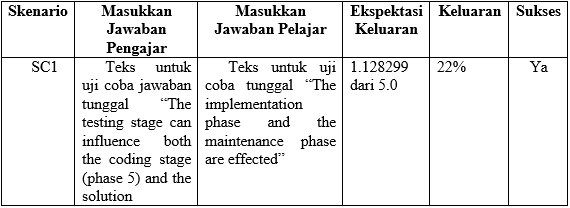 Skenario
Masukkan
Jawaban
Pengajar
Masukkan
Jawaban Pelajar
Ekspektasi
Keluaran
Keluaran
Sukses
SC1
Teks untuk
uji coba jawaban
tunggal “The
testing stage can
influence both
the coding stage
(phase 5) and the
solution
Teks untuk uji
coba tunggal “The
implementation
phase and the
maintenance phase
are effected”
1.128299
dari 5.0
22%
Ya